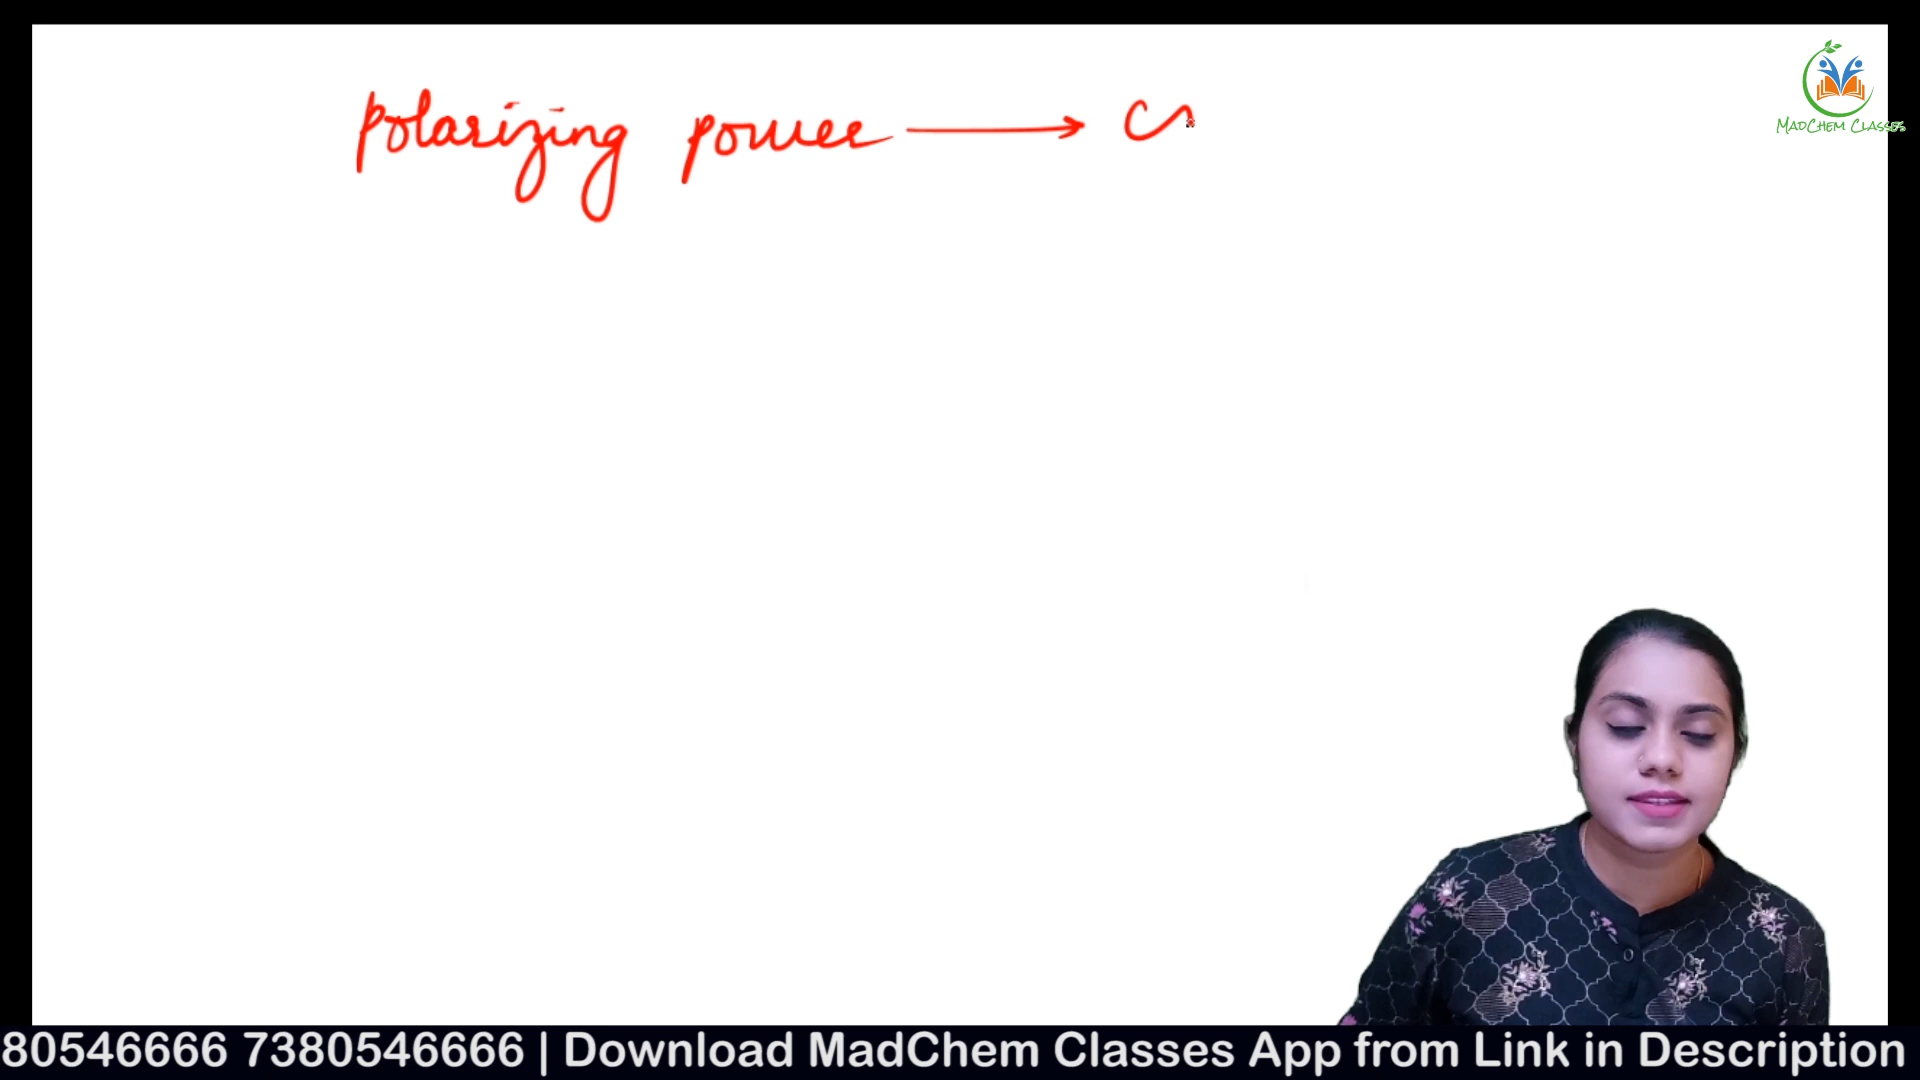 polarizing power → c
MADCHEM CLASSES
80546666 7380546666 | Download MadChem Classes App from Link in Description